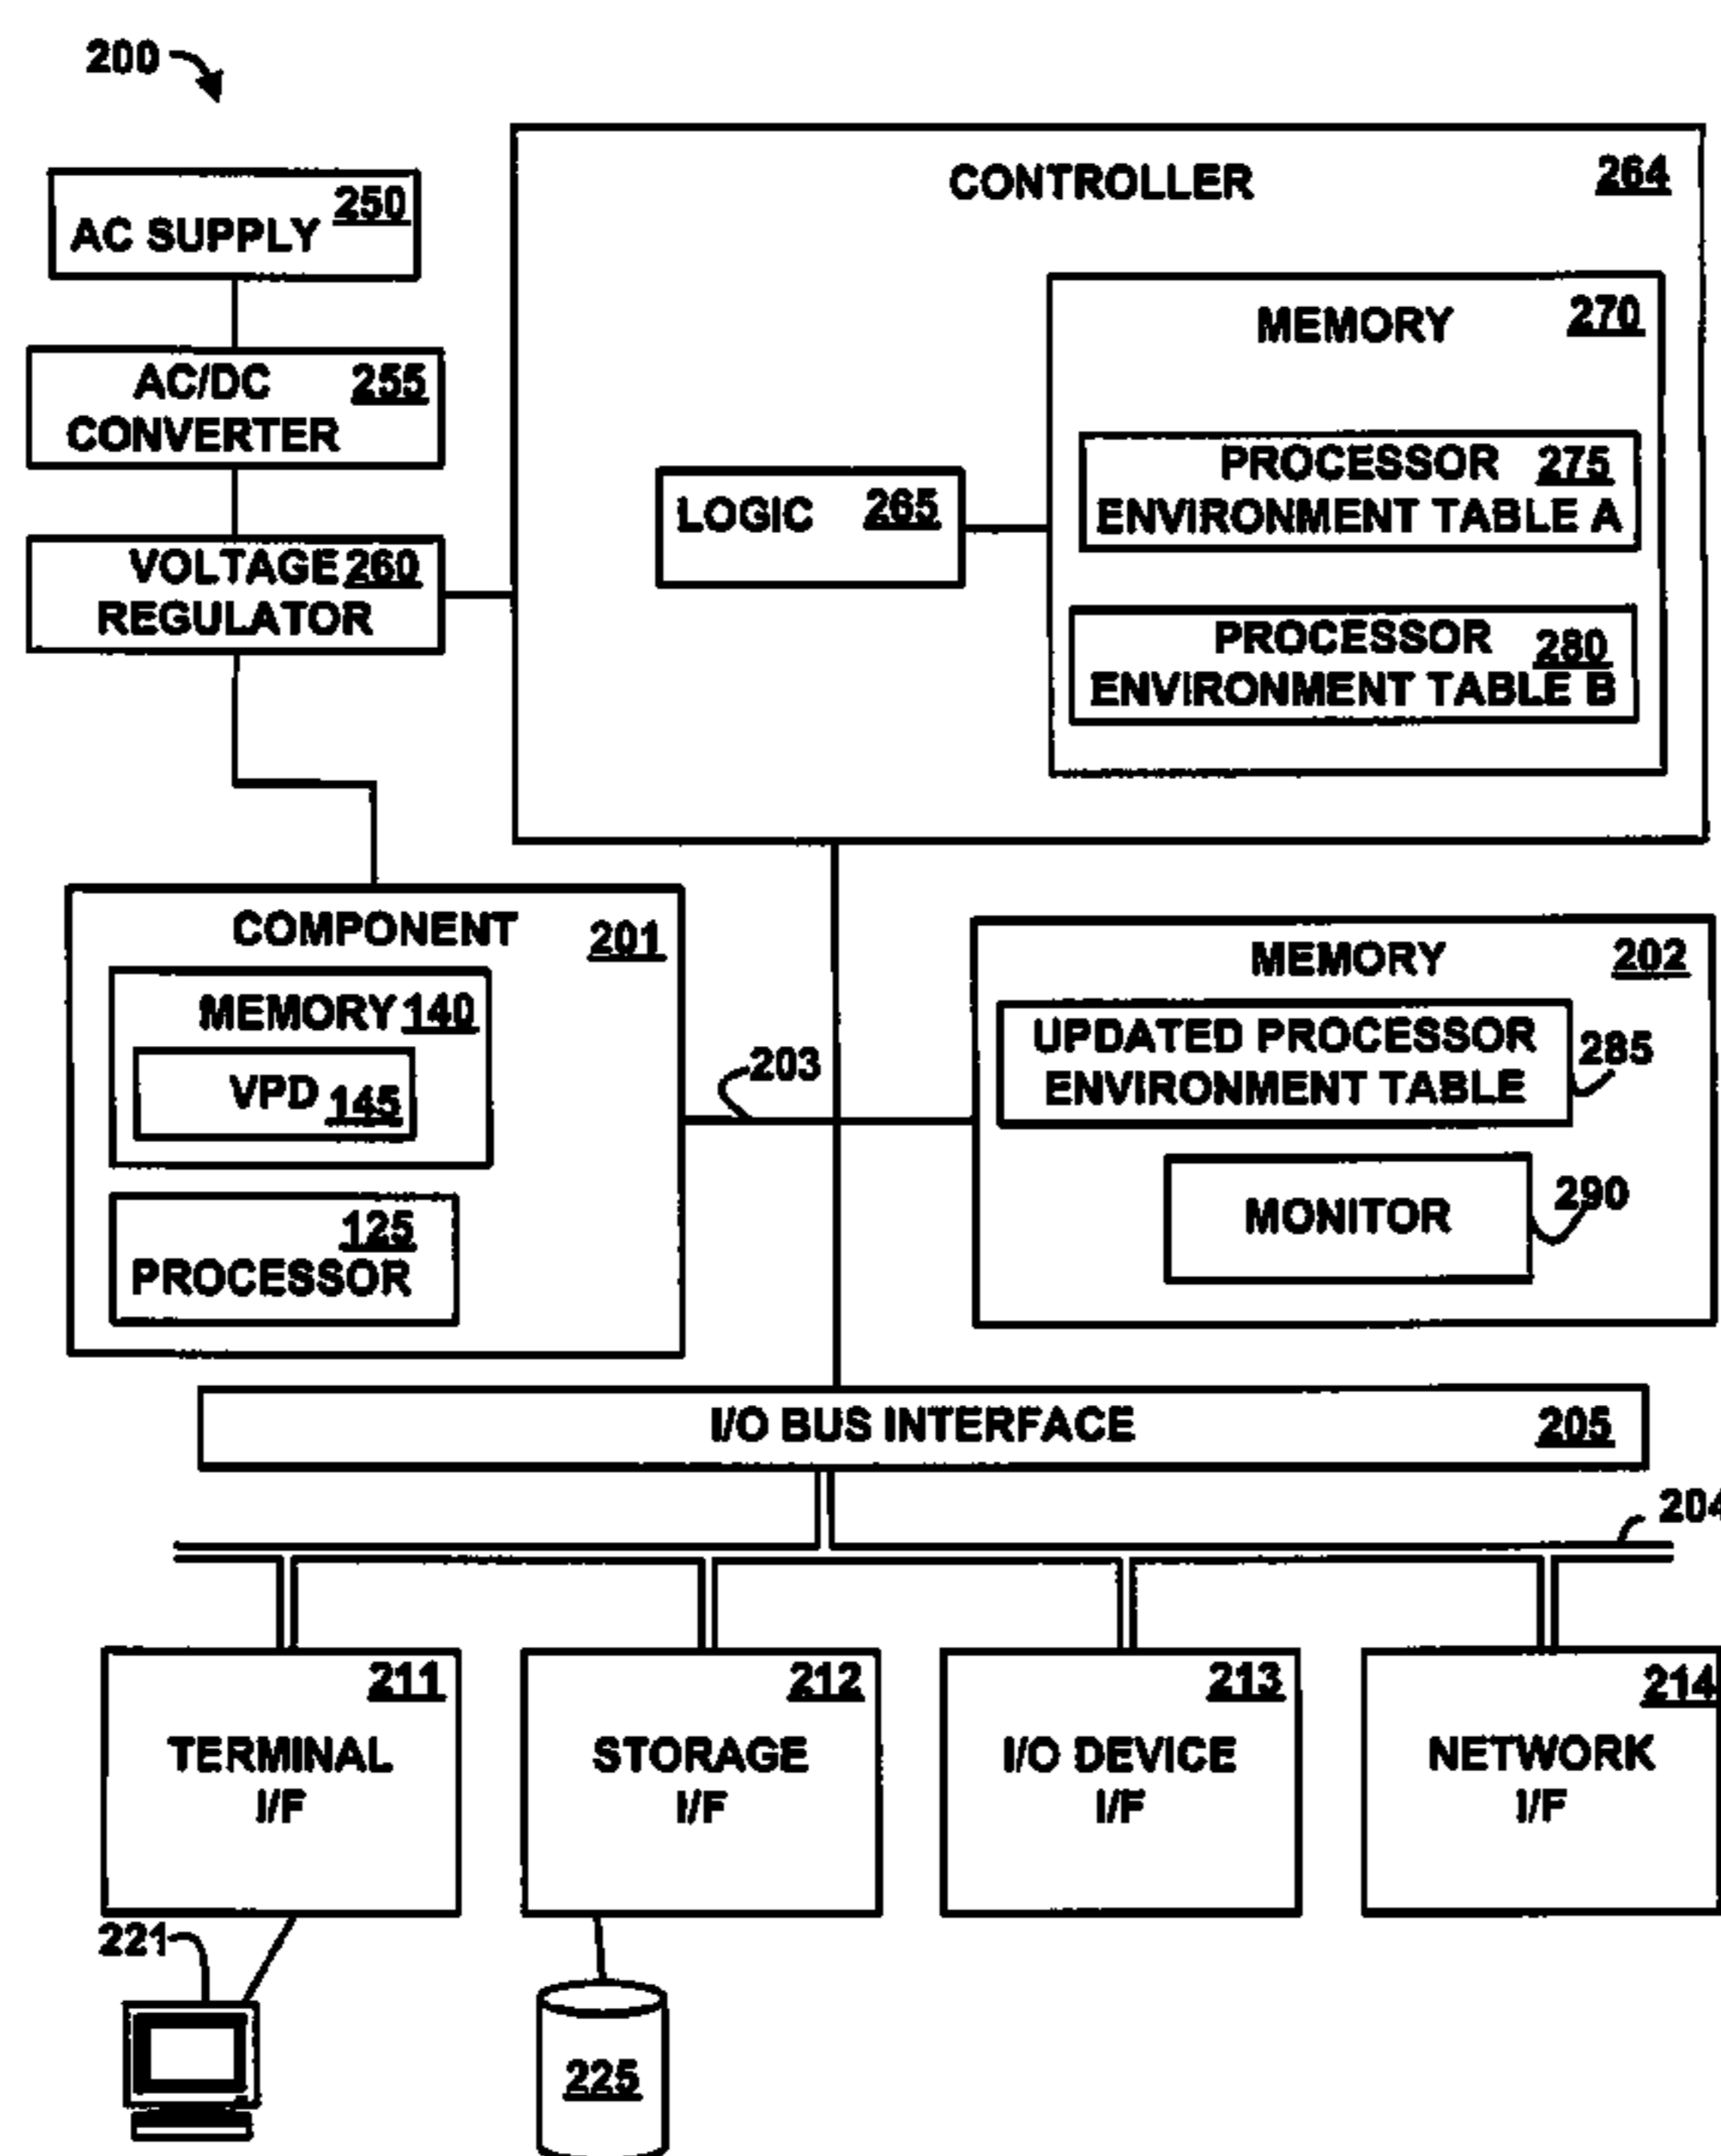 200
CONTROLLER 264
AC SUPPLY 250
MEMORY 270
AC/DC 255
CONVERTER
PROCESSOR 275
ENVIRONMENT TABLE A
LOGIC 265
VOLTAGE 260
REGULATOR
PROCESSOR 280
ENVIRONMENT TABLE B
COMPONENT 201
MEMORY 140
VPD 145
125
PROCESSOR
203
MEMORY 202
UPDATED PROCESSOR
ENVIRONMENT TABLE
285
MONITOR
290
I/O BUS INTERFACE 205
204
211
TERMINAL
I/F
212
STORAGE
I/F
213
I/O DEVICE
I/F
214
NETWORK
I/F
221
225